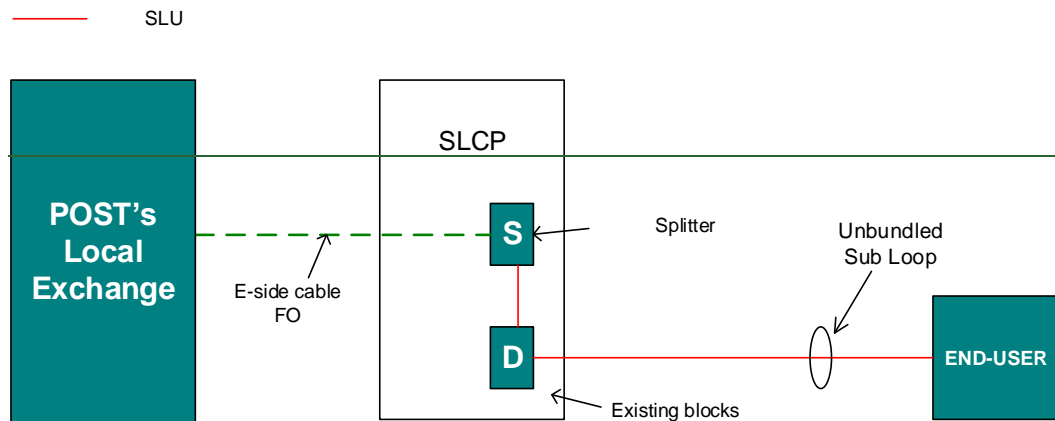 SLU
SLCP
POST's
Local
Exchange
S
Splitter
Unbundled
Sub Loop
E-side cable
FO
D
END-USER
Existing blocks